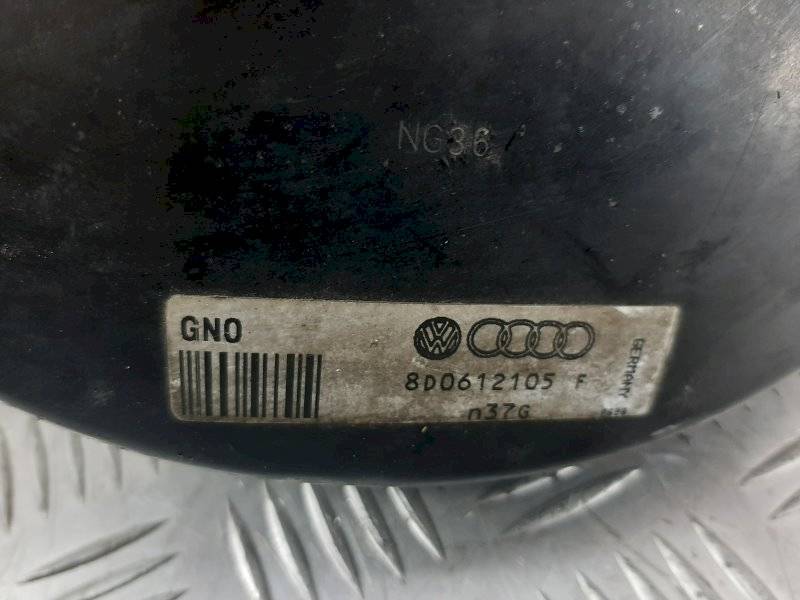 NG36
GNO
8D0612105 F
n37G
GERMANY